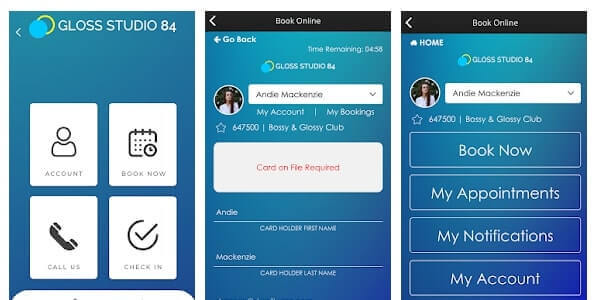 GLOSS STUDIO 84
ACCOUNT
BOOK NOW
CALL US
CHECK IN
Book Online
Go Back
Time Remaining: 04:58
GLOSS STUDIO 84
Andie Mackenzie
My Account | My Bookings
647500 | Bossy & Glossy Club
Card on File Required
Andie
CARD HOLDER FIRST NAME
Mackenzie
CARD HOLDER LAST NAME
Book Online
HOME
GLOSS STUDIO 84
Andie Mackenzie
647500 | Bossy & Glossy Club
Book Now
My Appointments
My Notifications
My Account